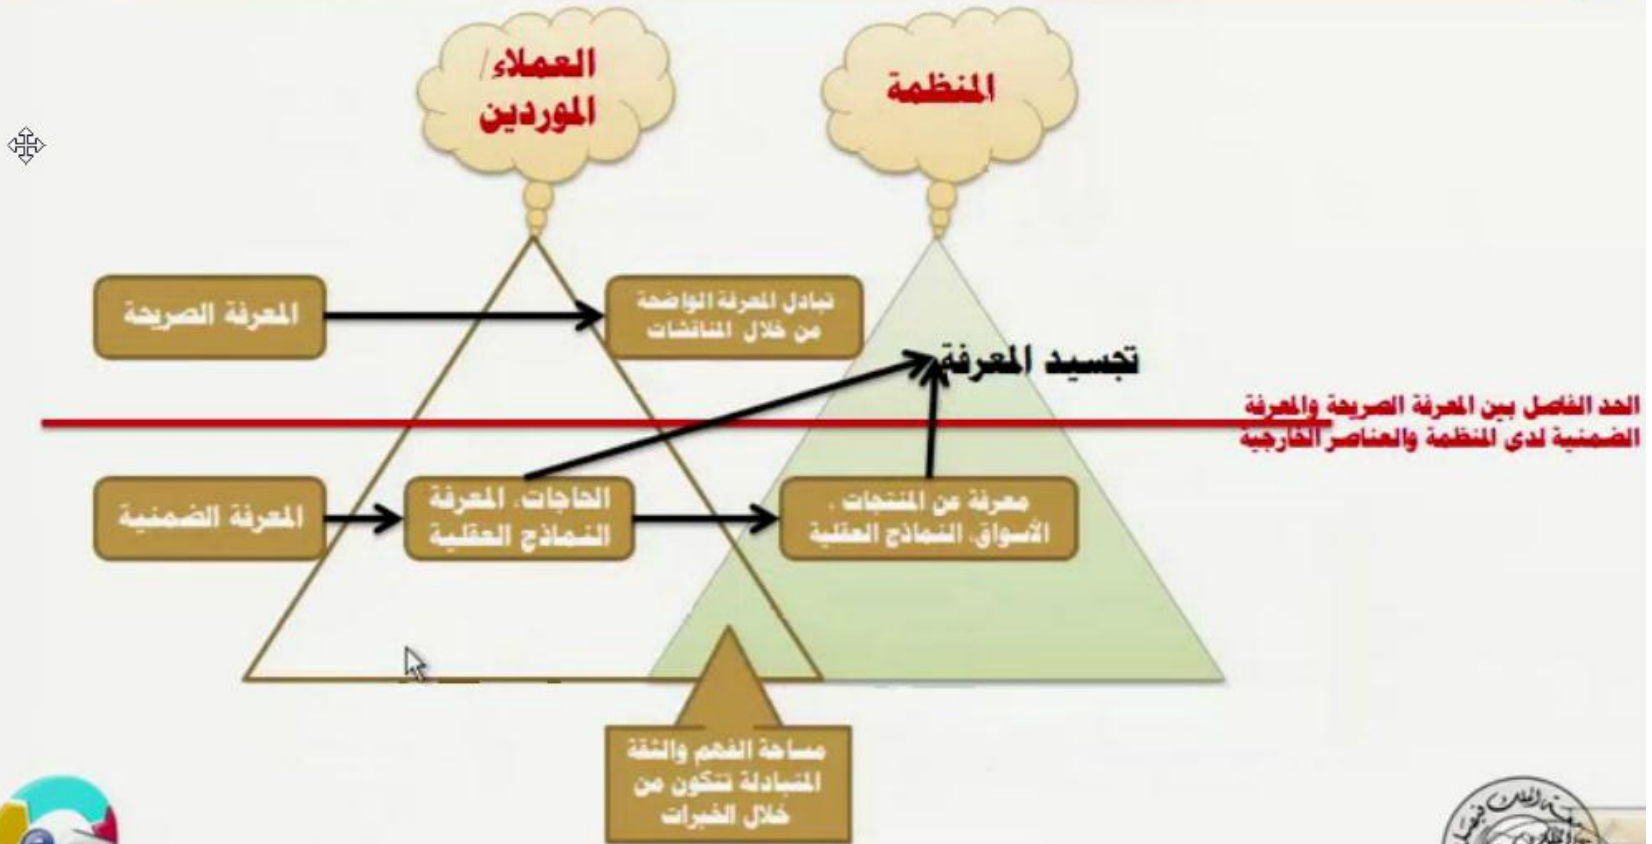 العملاء/
الموردين
المنظمة
المعرفة الصريحة
تبادل المعرفة الواضحة
من خلال المناقشات
تجسيد المعرفة
الحد الفاصل بين المعرفة الصريحة والمعرفة
الضمنية لدى المنظمة والعناصر الخارجية
المعرفة الضمنية
الحاجات، المعرفة
النماذج العقلية
معرفة عن المنتجات ،
الأسواق، النماذج العقلية
مساحة الفهم والثقة
المتبادلة تتكون من
خلال الخبرات